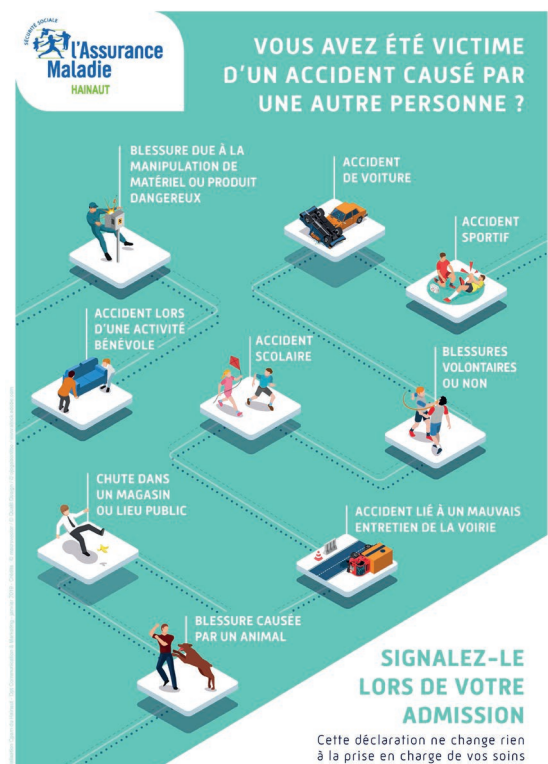 SÉCURITÉ SOCIALE
l'Assurance
Maladie
HAINAUT
VOUS AVEZ ÉTÉ VICTIME
D'UN ACCIDENT CAUSÉ PAR
UNE AUTRE PERSONNE ?
BLESSURE DUE À LA
MANIPULATION DE
MATÉRIEL OU PRODUIT
DANGEREUX
ACCIDENT
DE VOITURE
ACCIDENT
SPORTIF
ACCIDENT LORS
D'UNE ACTIVITÉ
BÉNÉVOLE
ACCIDENT
SCOLAIRE
BLESSURES
VOLONTAIRES
OU NON
CHUTE DANS
UN MAGASIN
OU LIEU PUBLIC
ACCIDENT LIÉ À UN MAUVAIS
ENTRETIEN DE LA VOIRIE
BLESSURE CAUSÉE
PAR UN ANIMAL
SIGNALEZ-LE
LORS DE VOTRE
ADMISSION
Cette déclaration ne change rien
à la prise en charge de vos soins